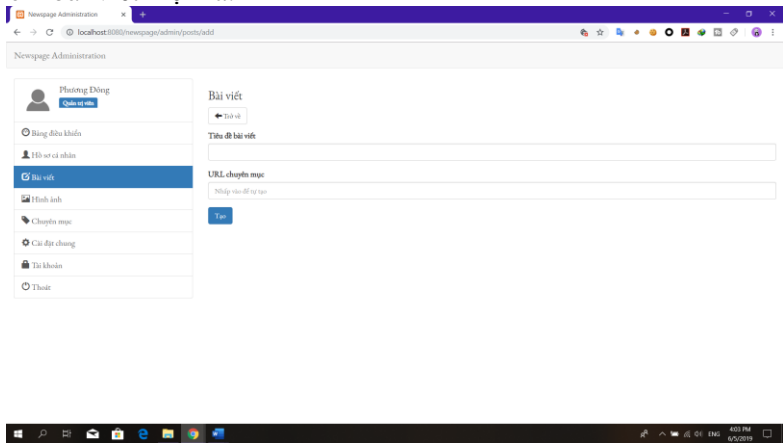 Newspage Administration
localhost:8080/newspage/admin/posts/add
Newspage Administration
Phương Đông
Quản trị viên
Bảng điều khiển
Hồ sơ cá nhân
Bài viết
Hình ảnh
Chuyên mục
Cài đặt chung
Tài khoản
Thoát
Bài viết
Trở về
Tiêu đề bài viết
URL chuyên mục
Nhấp vào để tự tạo
Tạo
ENG
4:03 PM
6/5/2019